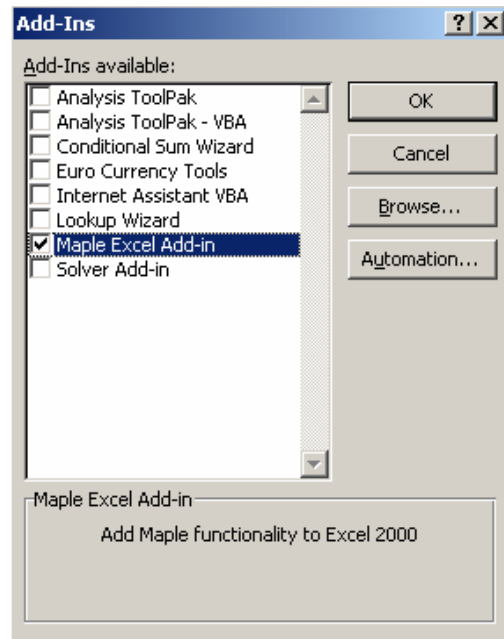 Add-Ins
Add-Ins available:
Analysis ToolPak
Analysis ToolPak - VBA
Conditional Sum Wizard
Euro Currency Tools
Internet Assistant VBA
Lookup Wizard
Maple Excel Add-in
Solver Add-in
OK
Cancel
Browse...
Automation...
Maple Excel Add-in
Add Maple functionality to Excel 2000